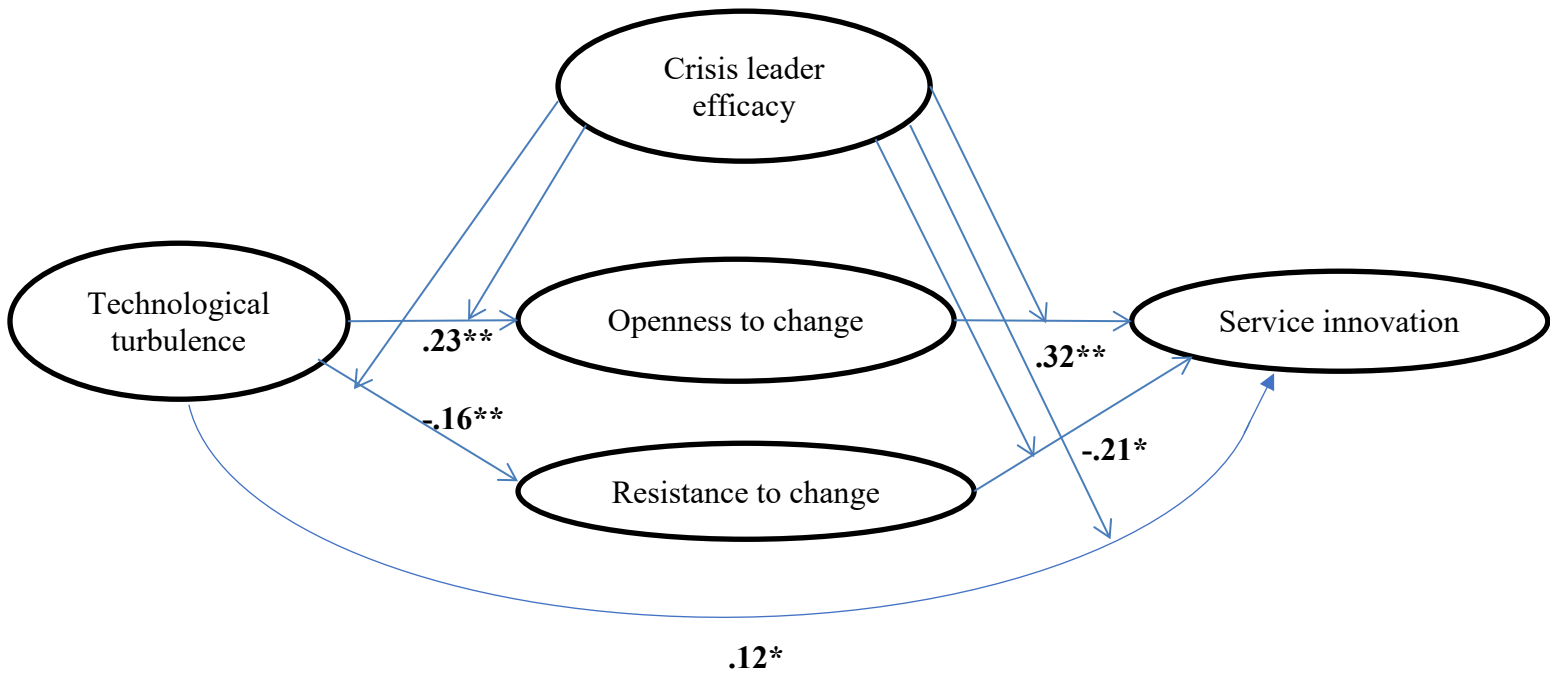 Crisis leader
efficacy
Technological
turbulence
Openness to change
Service innovation
.23**
.32**
-.16**
-.21*
Resistance to change
.12*